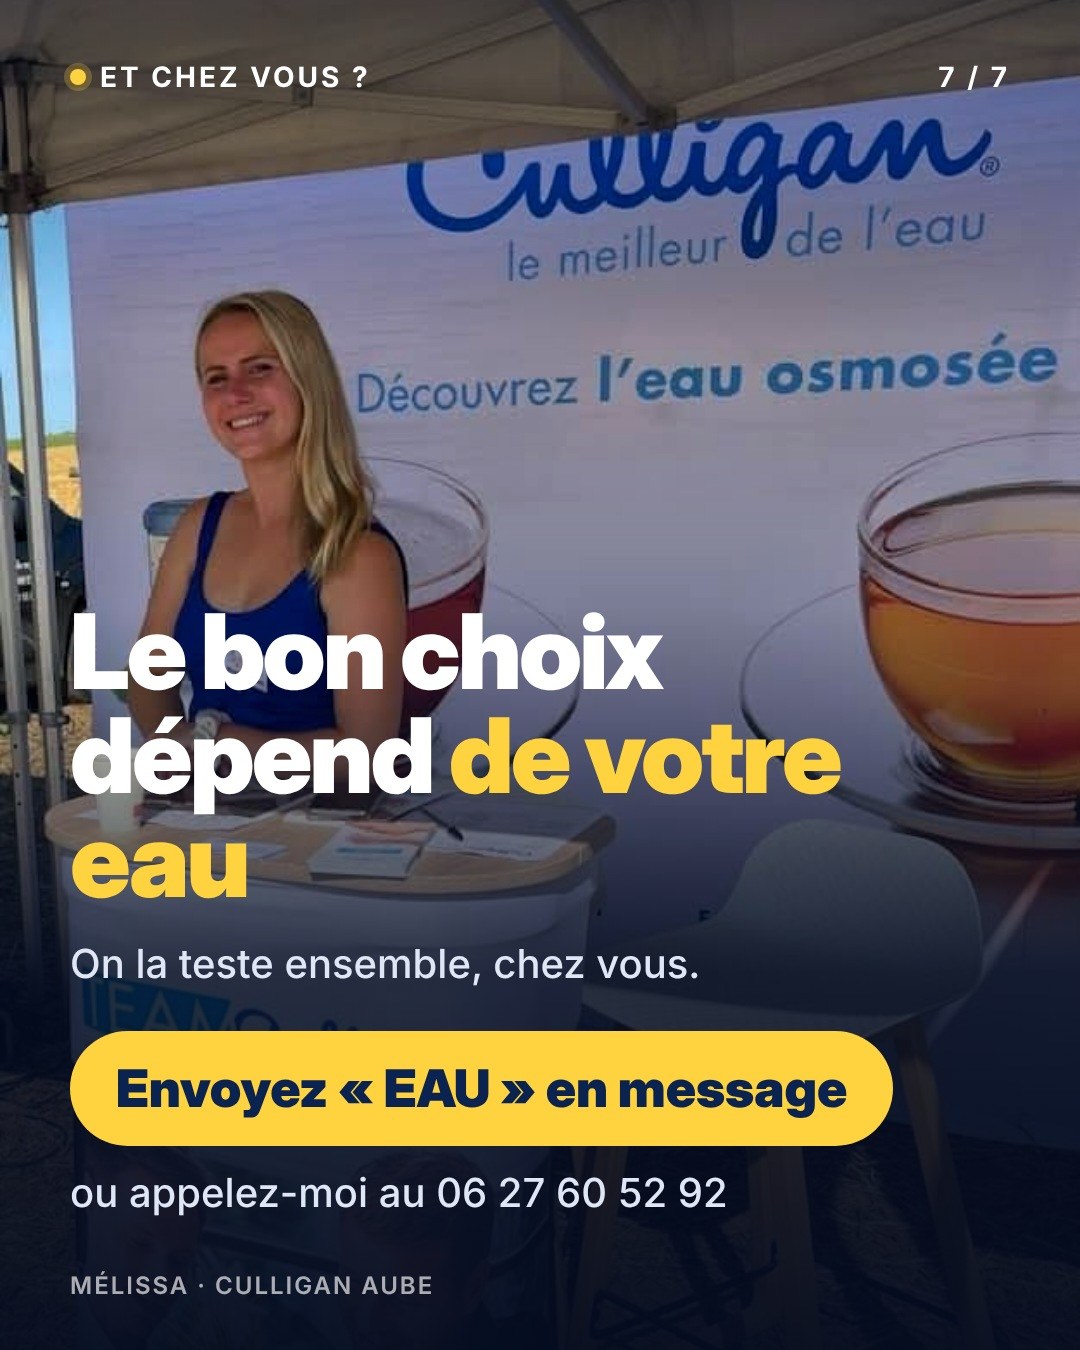 ET CHEZ VOUS ?
7 / 7
Culligan®
le meilleur de l'eau
Découvrez l'eau osmosée
Le bon choix
dépend de votre
eau
On la teste ensemble, chez vous.
TEAM
Envoyez « EAU » en message
ou appelez-moi au 06 27 60 52 92
MÉLISSA · CULLIGAN AUBE